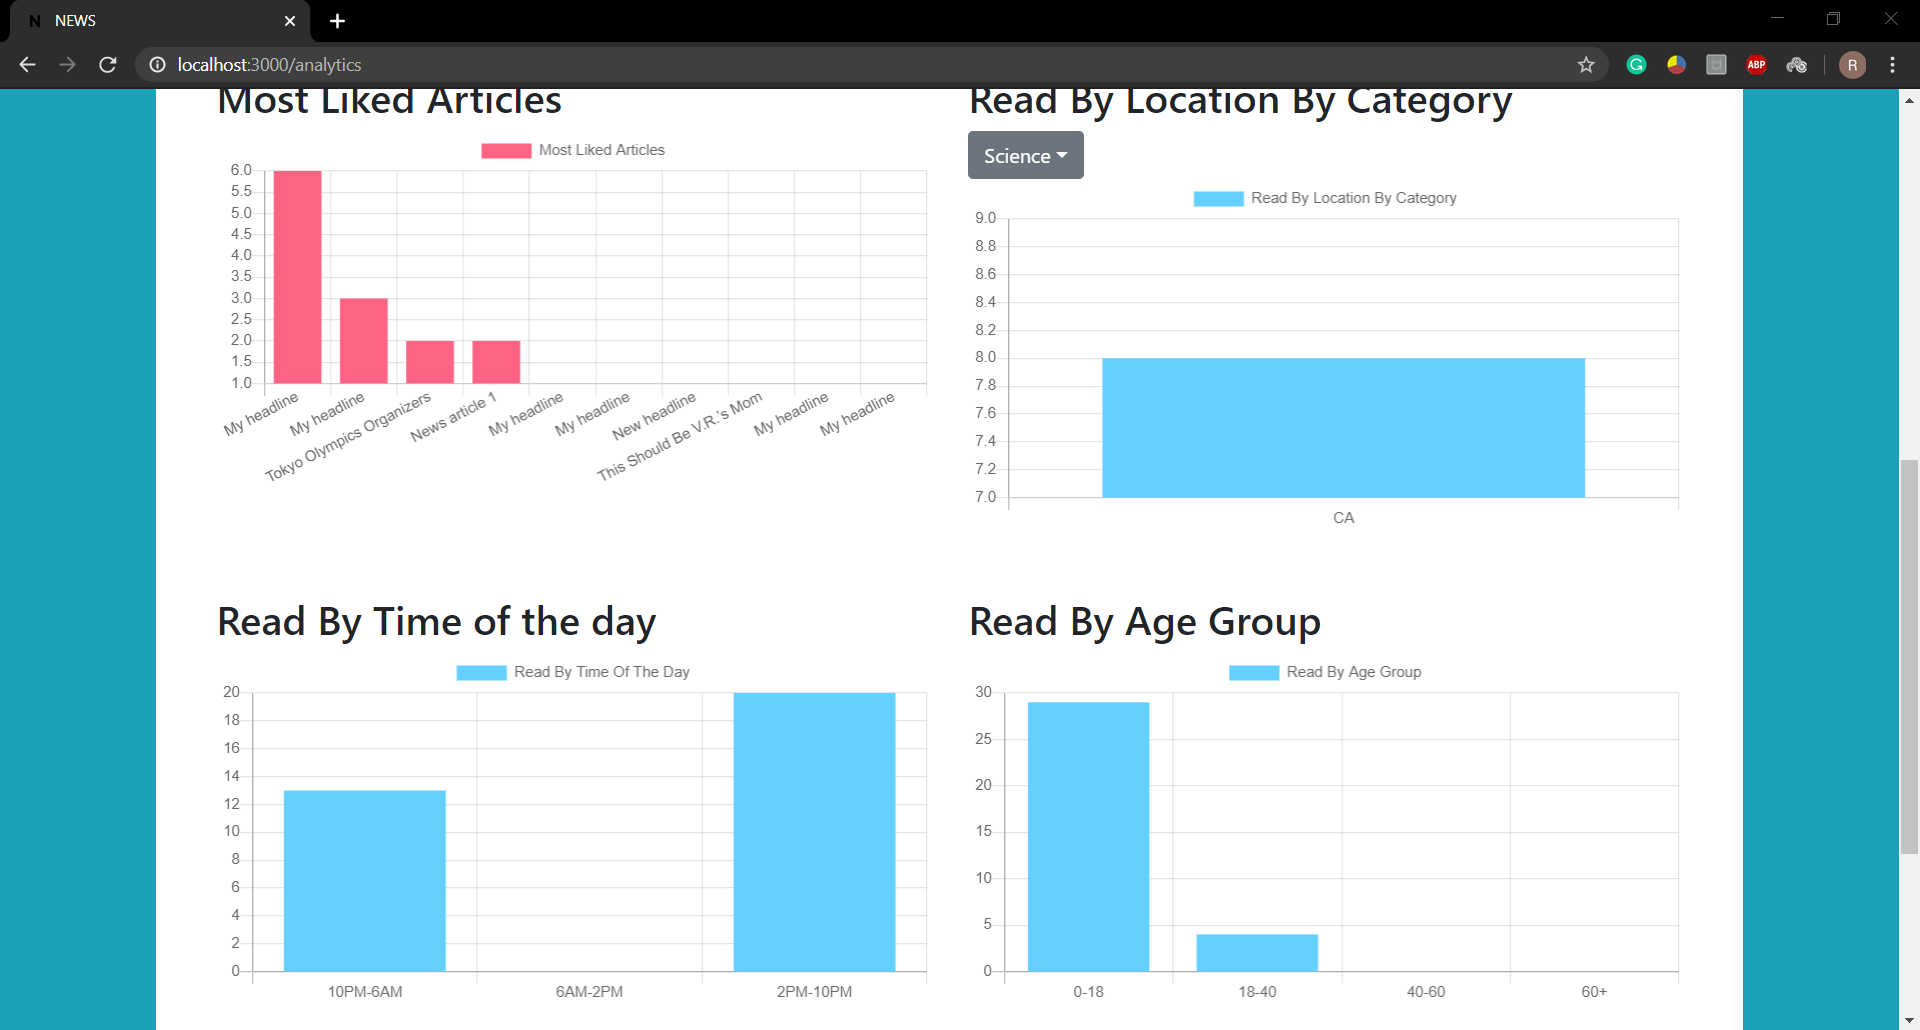 NEWS
localhost:3000/analytics
ABP
R
Most Liked Articles
Most Liked Articles
6.0
5.5
5.0
4.5
4.0
3.5
3.0
2.5
2.0
1.5
1.0
My headline
My headline
Tokyo Olympics Organizers
News article 1
My headline
My headline
New headline
This Should Be V.R.'s Mom
My headline
My headline
Read By Location By Category
Science
Read By Location By Category
9.0
8.8
8.6
8.4
8.2
8.0
7.8
7.6
7.4
7.2
7.0
CA
Read By Time of the day
Read By Time Of The Day
20
18
16
14
12
10
8
6
4
2
0
10PM-6AM
6AM-2PM
2PM-10PM
Read By Age Group
Read By Age Group
30
25
20
15
10
5
0
0-18
18-40
40-60
60+